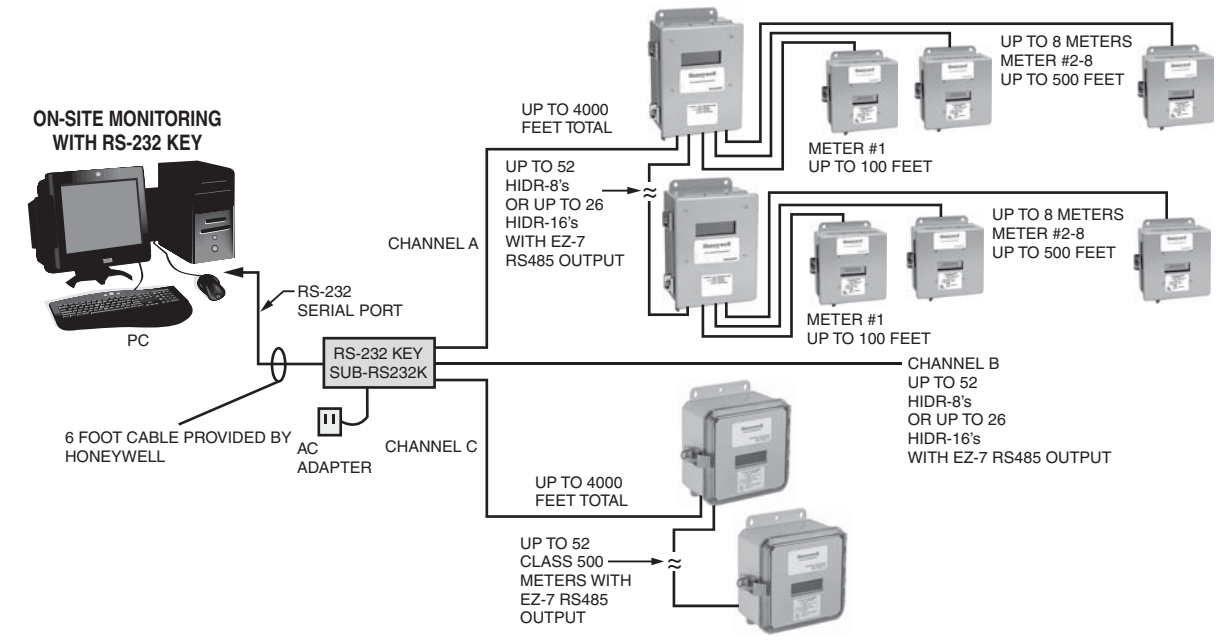 ON-SITE MONITORING
WITH RS-232 KEY
PC
RS-232
SERIAL PORT
RS-232 KEY
SUB-RS232K
6 FOOT CABLE PROVIDED BY
HONEYWELL
AC
ADAPTER
CHANNEL A
UP TO 4000
FEET TOTAL
UP TO 52
HIDR-8's
OR UP TO 26
HIDR-16's
WITH EZ-7
RS485 OUTPUT
Honeywell
METER #1
UP TO 100 FEET
UP TO 8 METERS
METER #2-8
UP TO 500 FEET
Honeywell
METER #1
UP TO 100 FEET
UP TO 8 METERS
METER #2-8
UP TO 500 FEET
CHANNEL B
UP TO 52
HIDR-8's
OR UP TO 26
HIDR-16's
WITH EZ-7 RS485 OUTPUT
CHANNEL C
UP TO 4000
FEET TOTAL
UP TO 52
CLASS 500
METERS WITH
EZ-7 RS485
OUTPUT